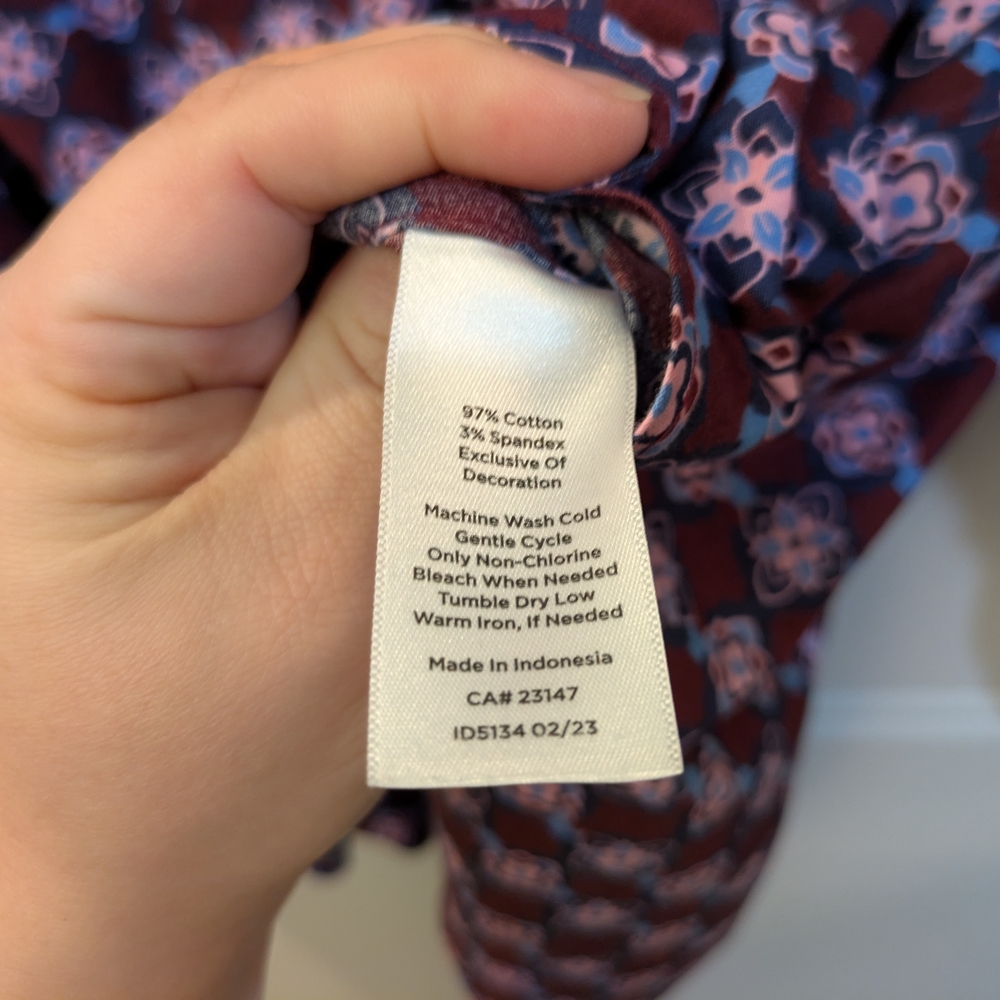 97% Cotton
3% Spandex
Exclusive Of
Decoration
Machine Wash Cold
Gentle Cycle
Only Non-Chlorine
Bleach When Needed
Tumble Dry Low
Warm Iron, If Needed
Made In Indonesia
CA# 23147
ID5134 02/23